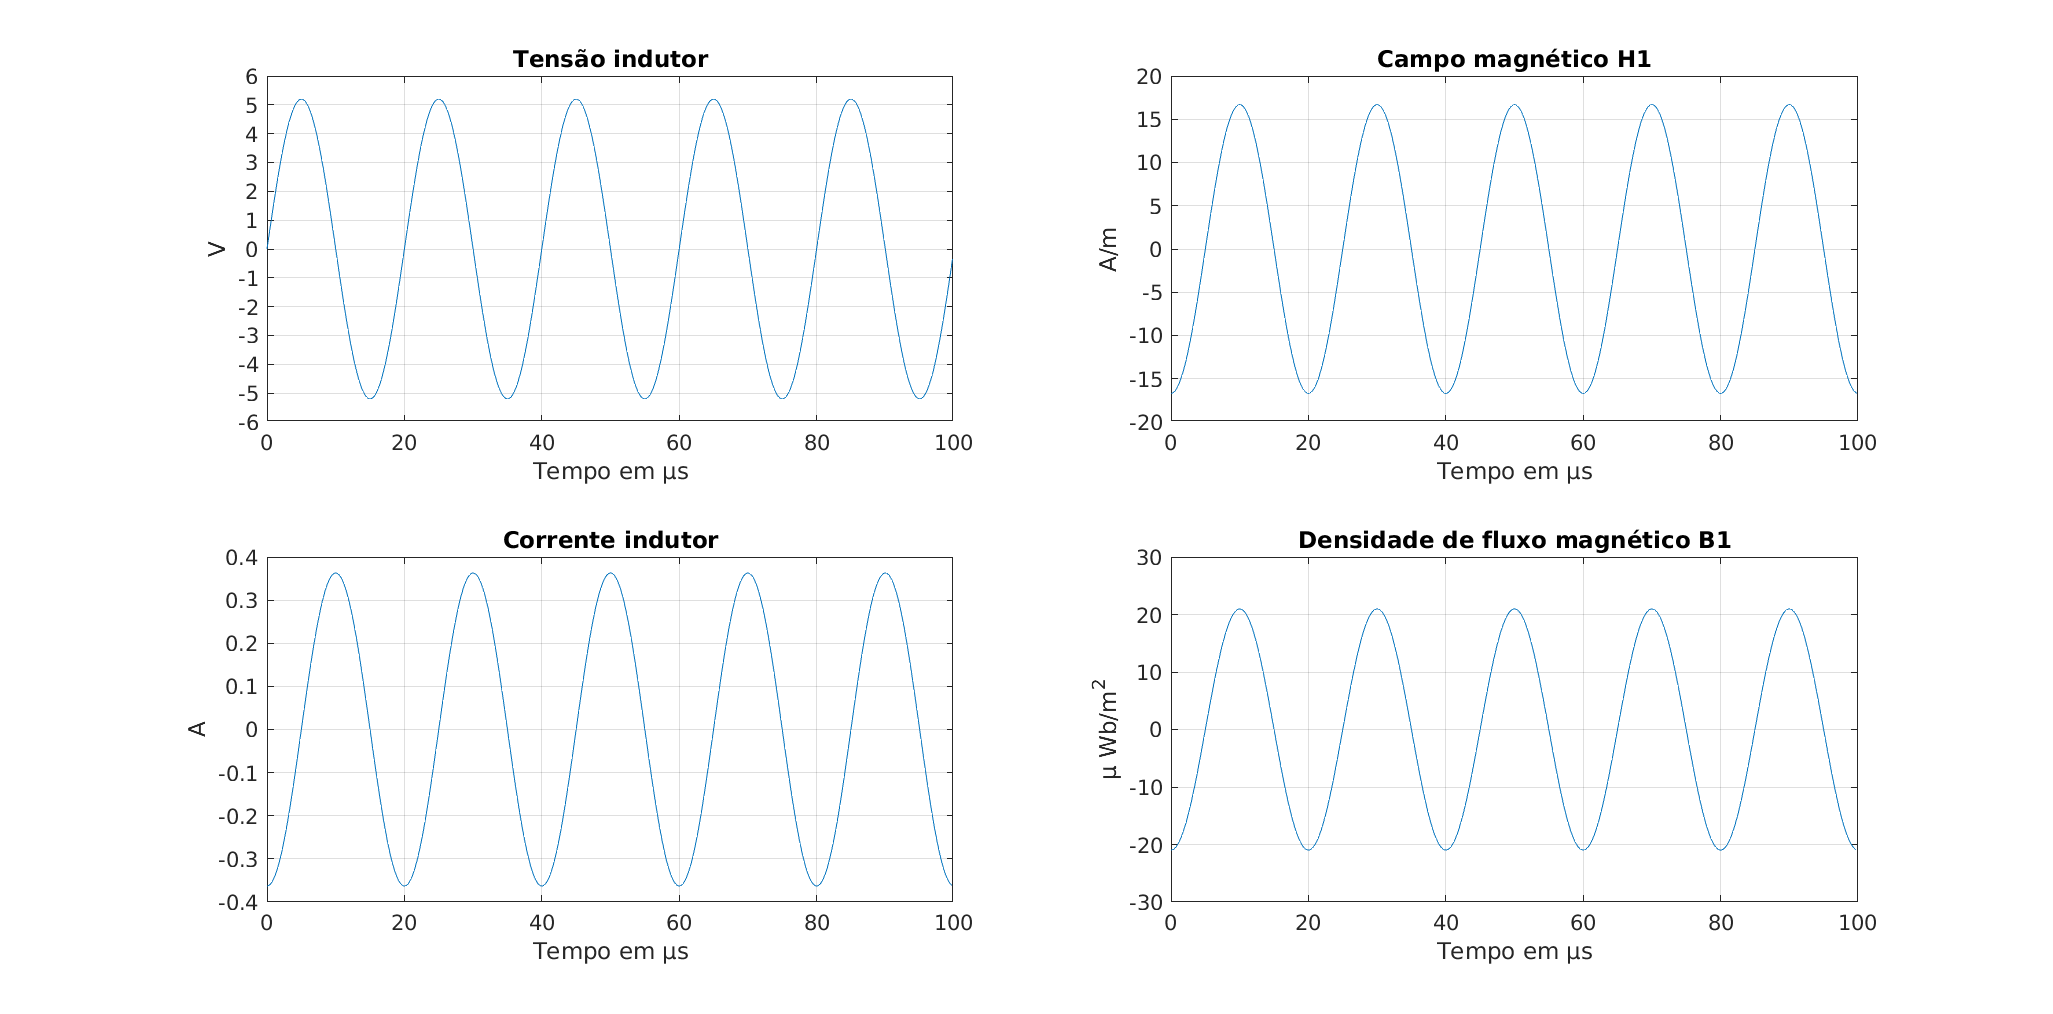 Tensão indutor
6
5
4
3
2
1
0
-1
-2
-3
-4
-5
-6
V
0 20 40 60 80 100
Tempo em µs
Campo magnético H1
20
15
10
5
0
-5
-10
-15
-20
A/m
0 20 40 60 80 100
Tempo em µs
Corrente indutor
0.4
0.3
0.2
0.1
0
-0.1
-0.2
-0.3
-0.4
A
0 20 40 60 80 100
Tempo em µs
Densidade de fluxo magnético B1
30
20
10
0
-10
-20
-30
µ Wb/m²
0 20 40 60 80 100
Tempo em µs